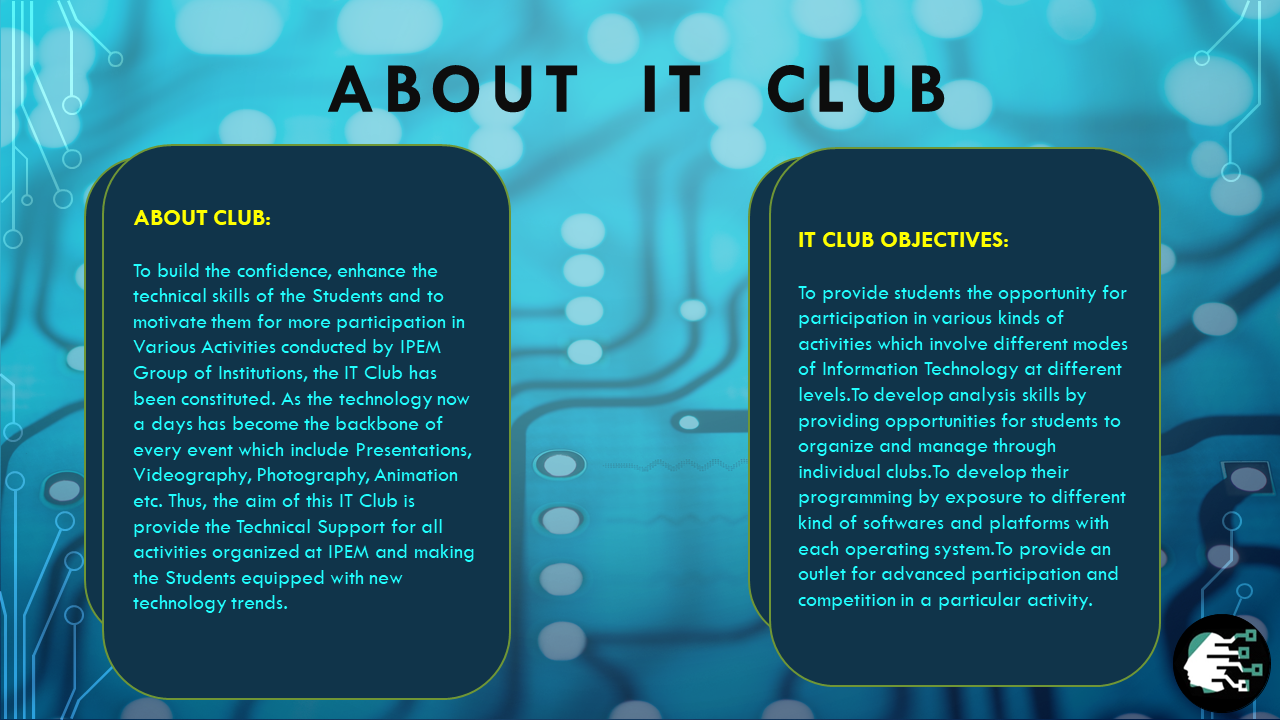 ABOUT IT CLUB
ABOUT CLUB:
To build the confidence, enhance the
technical skills of the Students and to
motivate them for more participation in
Various Activities conducted by IPEM
Group of Institutions, the IT Club has
been constituted. As the technology now
a days has become the backbone of
every event which include Presentations,
Videography, Photography, Animation
etc. Thus, the aim of this IT Club is
provide the Technical Support for all
activities organized at IPEM and making
the Students equipped with new
technology trends.
IT CLUB OBJECTIVES:
To provide students the opportunity for
participation in various kinds of
activities which involve different modes
of Information Technology at different
levels.To develop analysis skills by
providing opportunities for students to
organize and manage through
individual clubs.To develop their
programming by exposure to different
kind of softwares and platforms with
each operating system.To provide an
outlet for advanced participation and
competition in a particular activity.